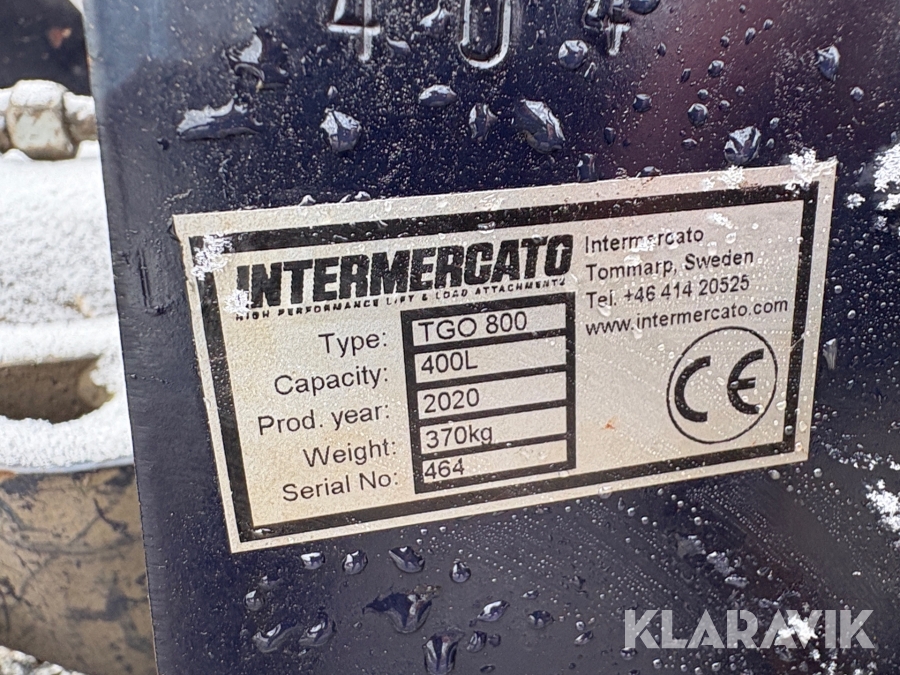 404
INTERMERCATO
HIGH PERFORMANCE LIFT & LOAD ATTACHMENTS
Intermercato
Tommarp, Sweden
Tel. +46 414 20525
www.intermercato.com
Type: TGO 800
Capacity: 400L
Prod. year: 2020
Weight: 370kg
Serial No: 464
CE
KLARAVIK